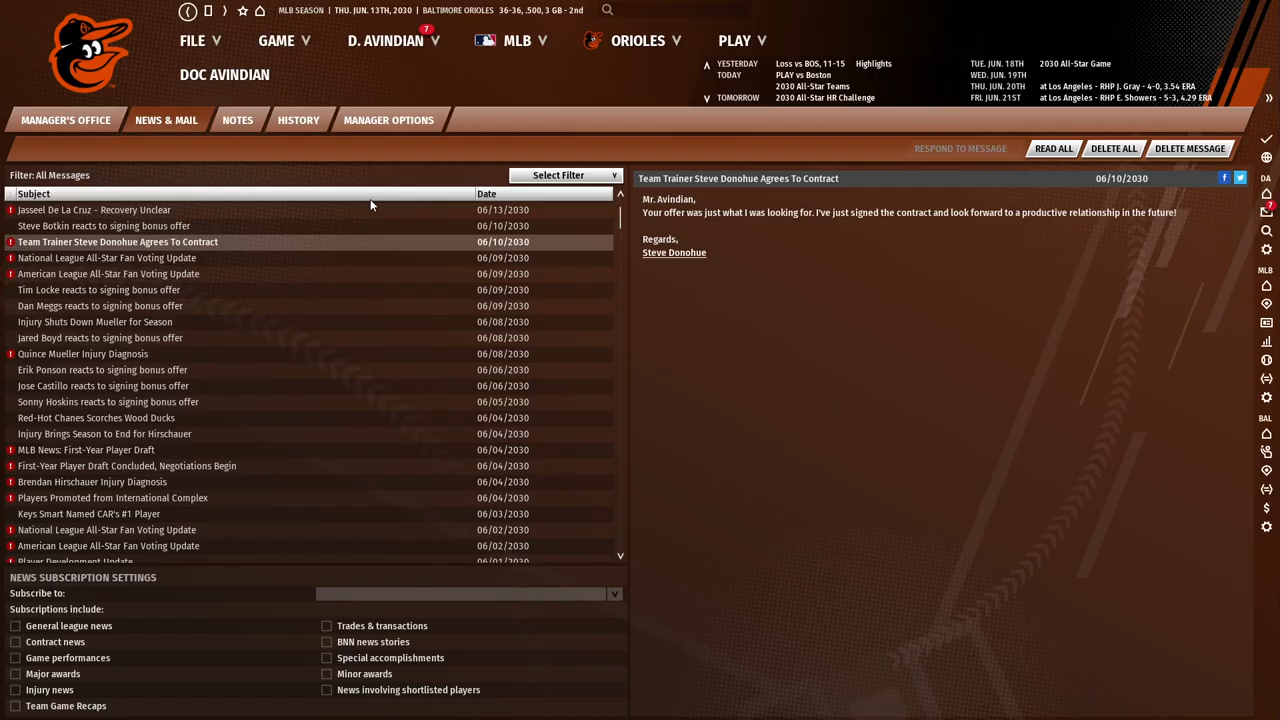 MLB SEASON | THU. JUN. 13TH, 2030 | BALTIMORE ORIOLES 36-36, .500, 3 GB - 2nd
FILE GAME D. AVINDIAN 7 MLB ORIOLES PLAY
DOC AVINDIAN
YESTERDAY Loss vs BOS, 11-15 Highlights
TODAY PLAY vs Boston
2030 All-Star Teams
TOMORROW 2030 All-Star HR Challenge
TUE. JUN. 18TH 2030 All-Star Game
WED. JUN. 19TH
THU. JUN. 20TH at Los Angeles - RHP J. Gray - 4-0, 3.54 ERA
FRI. JUN. 21ST at Los Angeles - RHP E. Showers - 5-3, 4.29 ERA
MANAGER'S OFFICE NEWS & MAIL NOTES HISTORY MANAGER OPTIONS
RESPOND TO MESSAGE READ ALL DELETE ALL DELETE MESSAGE
Filter: All Messages Select Filter
Subject Date
Jasseel De La Cruz - Recovery Unclear 06/13/2030
Steve Botkin reacts to signing bonus offer 06/10/2030
Team Trainer Steve Donohue Agrees To Contract 06/10/2030
National League All-Star Fan Voting Update 06/09/2030
American League All-Star Fan Voting Update 06/09/2030
Tim Locke reacts to signing bonus offer 06/09/2030
Dan Meggs reacts to signing bonus offer 06/09/2030
Injury Shuts Down Mueller for Season 06/08/2030
Jared Boyd reacts to signing bonus offer 06/08/2030
Quince Mueller Injury Diagnosis 06/08/2030
Erik Ponson reacts to signing bonus offer 06/06/2030
Jose Castillo reacts to signing bonus offer 06/06/2030
Sonny Hoskins reacts to signing bonus offer 06/05/2030
Red-Hot Chanes Scorches Wood Ducks 06/04/2030
Injury Brings Season to End for Hirschauer 06/04/2030
MLB News: First-Year Player Draft 06/04/2030
First-Year Player Draft Concluded, Negotiations Begin 06/04/2030
Brendan Hirschauer Injury Diagnosis 06/04/2030
Players Promoted from International Complex 06/04/2030
Keys Smart Named CAR's #1 Player 06/03/2030
National League All-Star Fan Voting Update 06/02/2030
American League All-Star Fan Voting Update 06/02/2030
Player Development Update 06/01/2030
Team Trainer Steve Donohue Agrees To Contract 06/10/2030
Mr. Avindian,
Your offer was just what I was looking for. I've just signed the contract and look forward to a productive relationship in the future!
Regards,
Steve Donohue
NEWS SUBSCRIPTION SETTINGS
Subscribe to:
Subscriptions include:
General league news Trades & transactions
Contract news BNN news stories
Game performances Special accomplishments
Major awards Minor awards
Injury news News involving shortlisted players
Team Game Recaps
DA
7
MLB
BAL